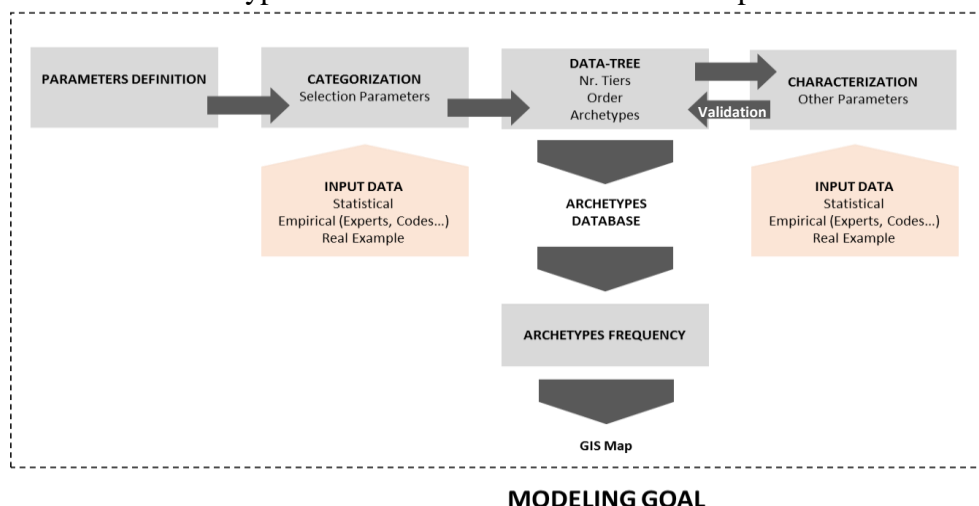 PARAMETERS DEFINITION
CATEGORIZATION
Selection Parameters
DATA-TREE
Nr. Tiers
Order
Archetypes
CHARACTERIZATION
Other Parameters
Validation
INPUT DATA
Statistical
Empirical (Experts, Codes...)
Real Example
ARCHETYPES
DATABASE
INPUT DATA
Statistical
Empirical (Experts, Codes...)
Real Example
ARCHETYPES FREQUENCY
GIS Map
MODELING GOAL